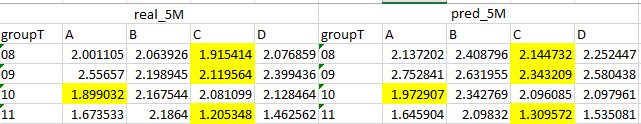 real_5M pred_5M
groupT A B C D groupT A B C D
08 2.001105 2.063926 1.915414 2.076859 08 2.137202 2.408796 2.144732 2.252447
09 2.55657 2.198945 2.119564 2.399436 09 2.752841 2.631955 2.343209 2.580438
10 1.899032 2.167544 2.081099 2.128464 10 1.972907 2.342769 2.096085 2.097961
11 1.673533 2.1864 1.205348 1.462562 11 1.645904 2.09832 1.309572 1.535081